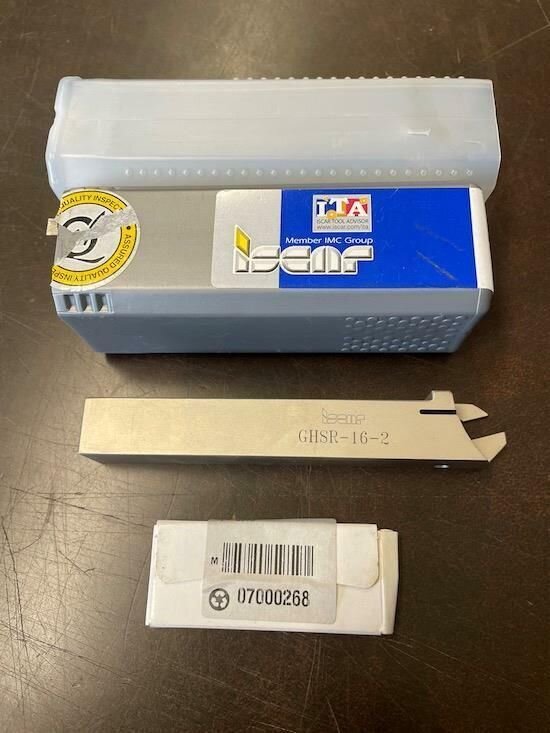 QUALITY INSPEC
ASSURED QUALITY INSP
ITA
ISCAR TOOL ADVISOR
www.iscar.com/ita
Member IMC Group
iscar
iscar
GHSR-16-2
M
07000268